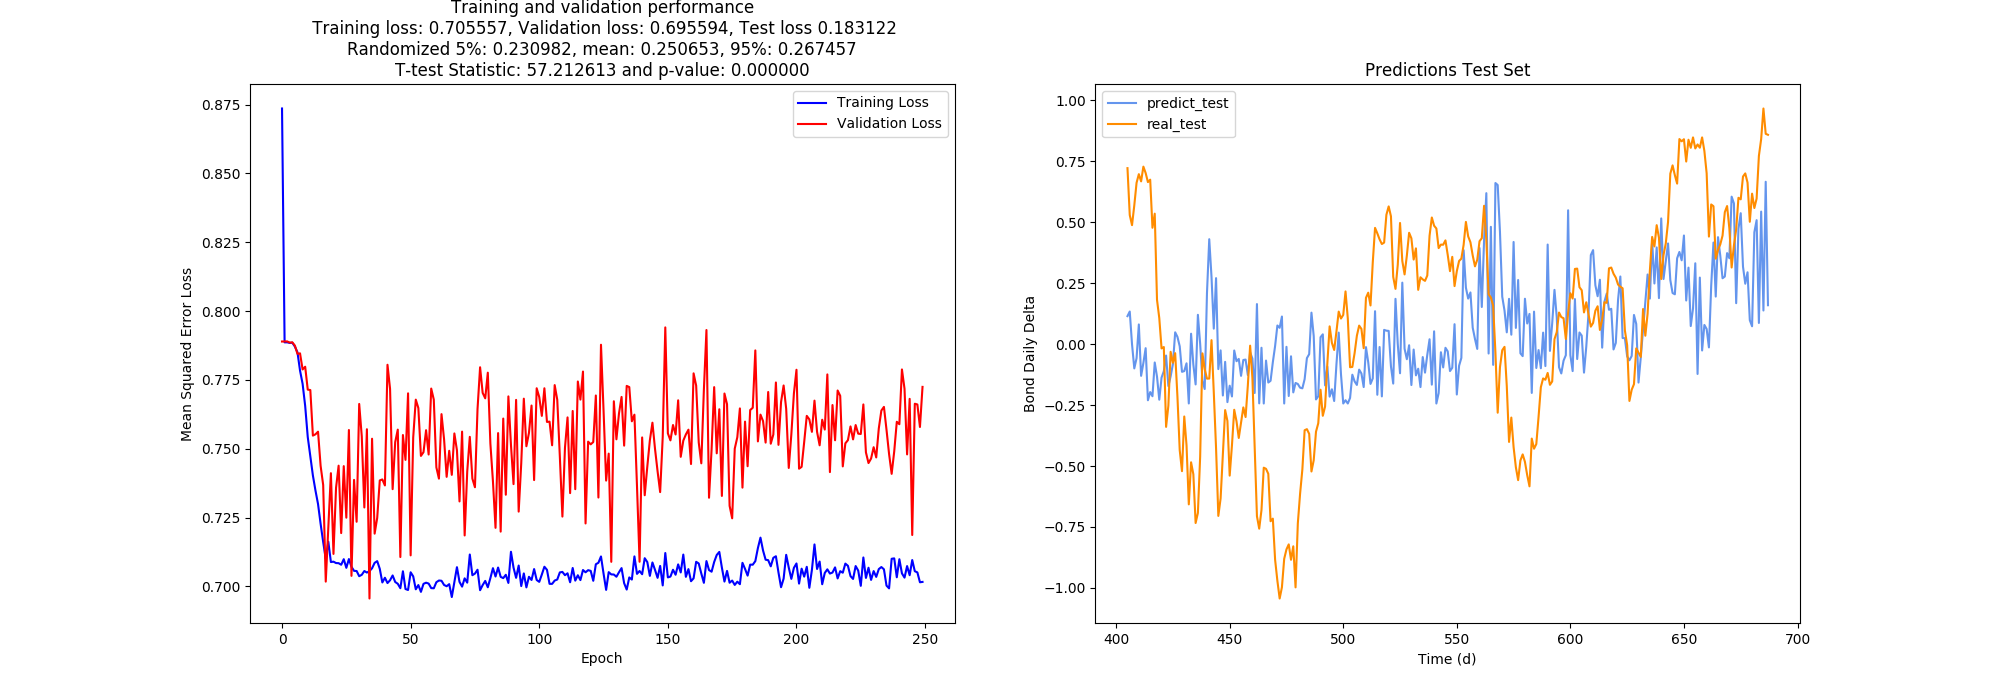 Training and validation performance
Training loss: 0.705557, Validation loss: 0.695594, Test loss 0.183122
Randomized 5%: 0.230982, mean: 0.250653, 95%: 0.267457
T-test Statistic: 57.212613 and p-value: 0.000000
Training Loss
Validation Loss
0.875
0.850
0.825
0.800
0.775
0.750
0.725
0.700
Mean Squared Error Loss
0
50
100
150
200
250
Epoch
Predictions Test Set
predict_test
real_test
1.00
0.75
0.50
0.25
0.00
−0.25
−0.50
−0.75
−1.00
Bond Daily Delta
400
450
500
550
600
650
700
Time (d)